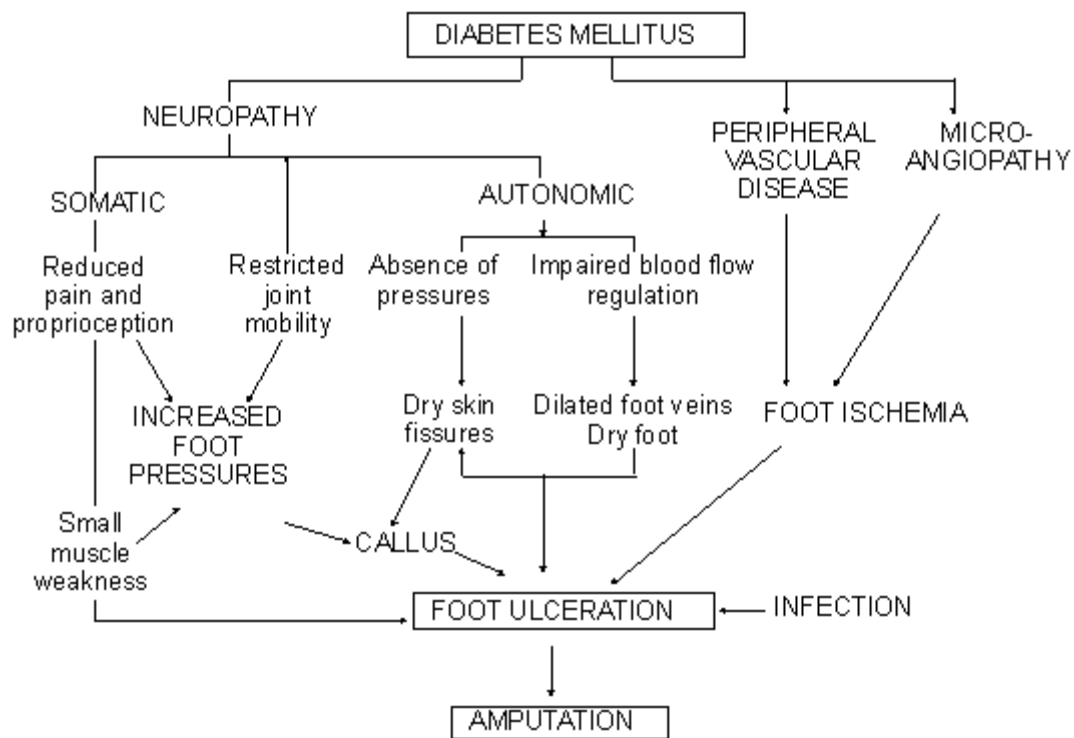 DIABETES MELLITUS
NEUROPATHY
PERIPHERAL
VASCULAR
DISEASE
MICRO-
ANGIOPATHY
SOMATIC
AUTONOMIC
Reduced
pain and
proprioception
Restricted
joint
mobility
Absence of
pressures
Impaired blood flow
regulation
INCREASED
FOOT
PRESSURES
Dry skin
fissures
Dilated foot veins
Dry foot
FOOT ISCHEMIA
Small
muscle
weakness
CALLUS
FOOT ULCERATION
INFECTION
AMPUTATION